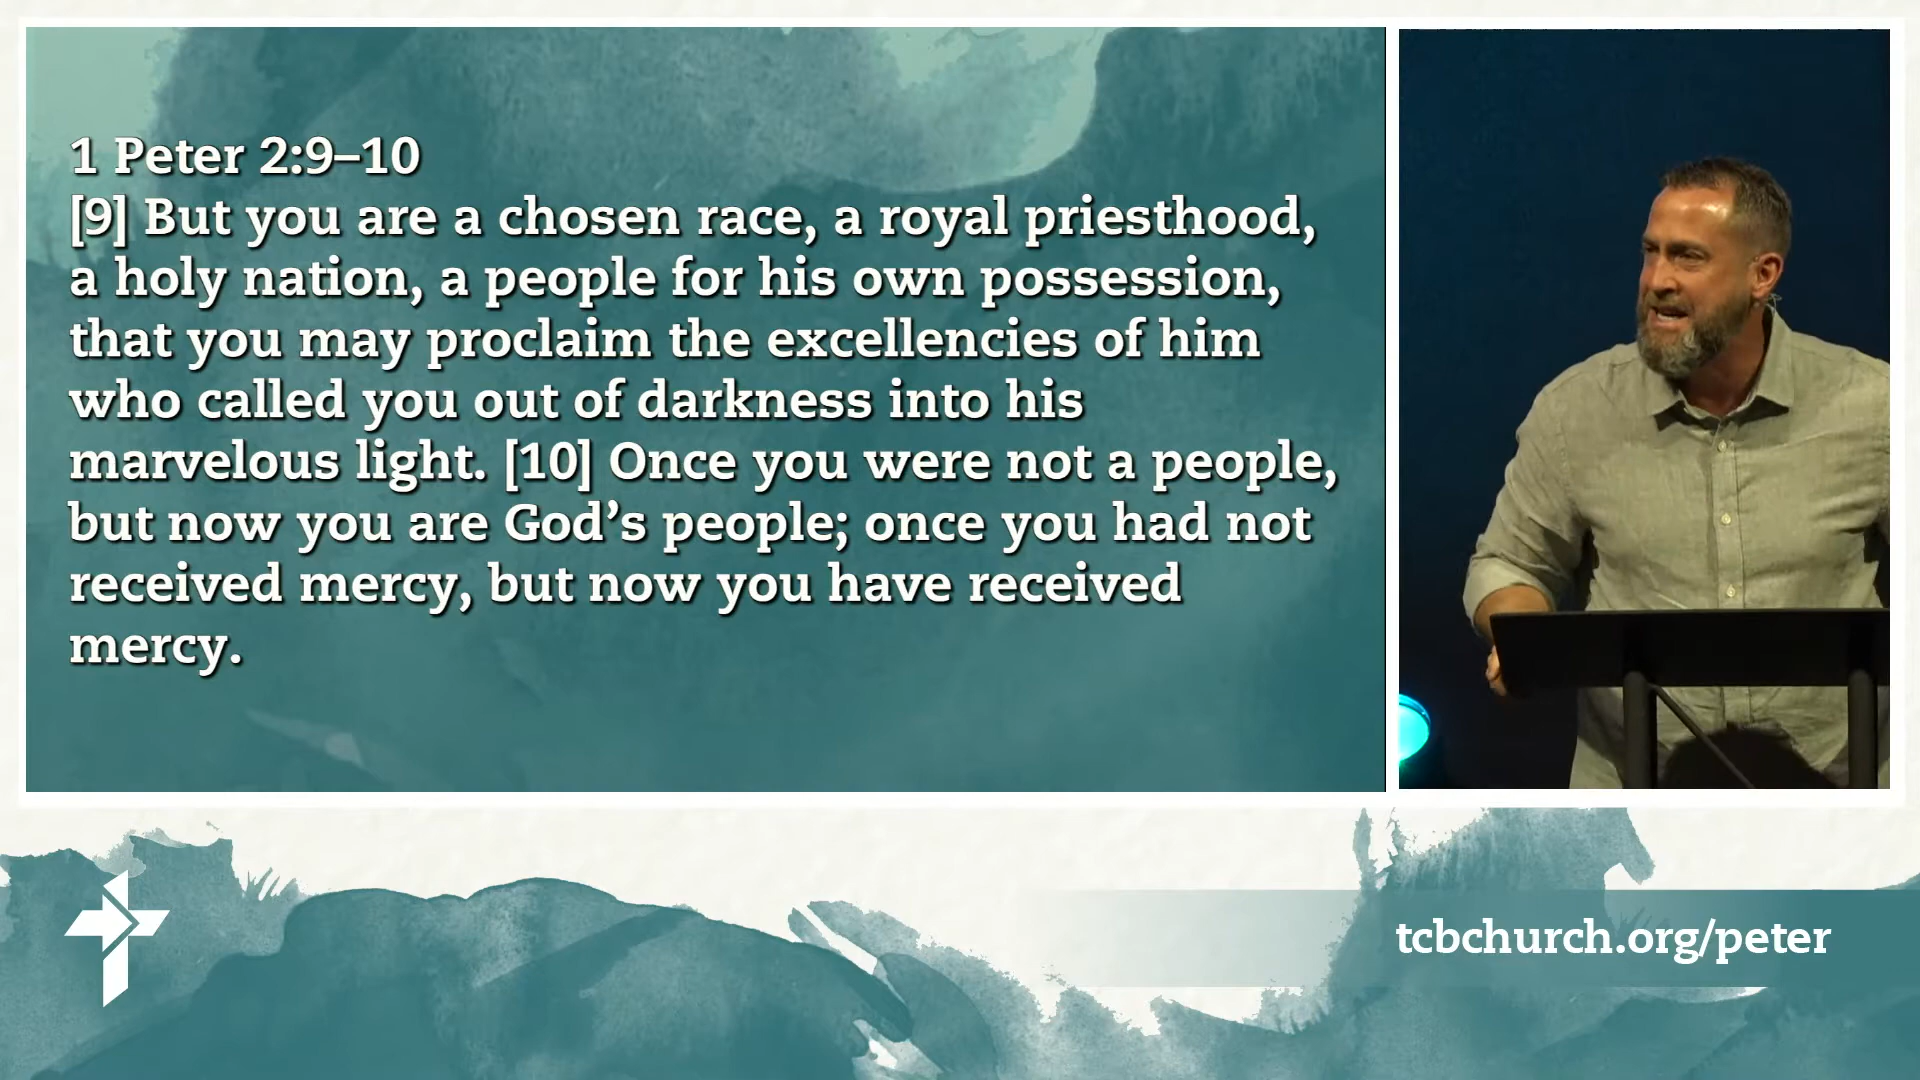 1 Peter 2:9–10
[9] But you are a chosen race, a royal priesthood,
a holy nation, a people for his own possession,
that you may proclaim the excellencies of him
who called you out of darkness into his
marvelous light. [10] Once you were not a people,
but now you are God’s people; once you had not
received mercy, but now you have received
mercy.
tcbchurch.org/peter